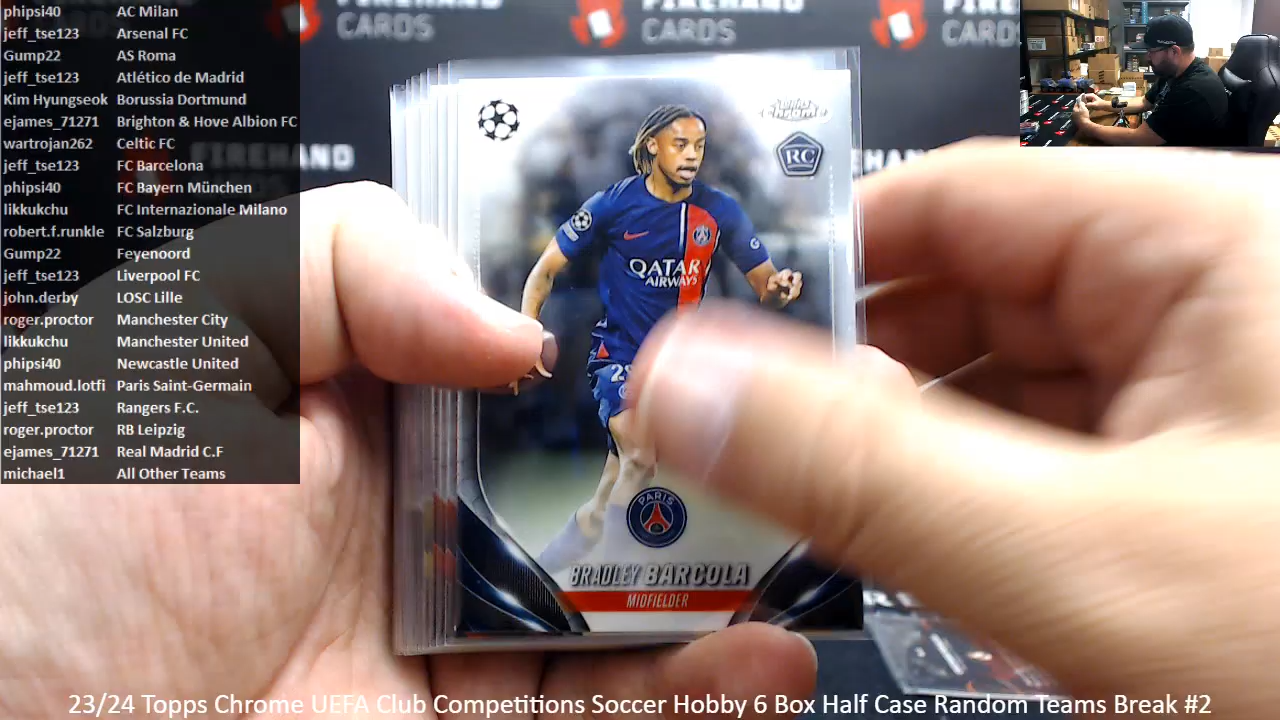 phipsi40 AC Milan
jeff_tse123 Arsenal FC
Gump22 AS Roma
jeff_tse123 Atlético de Madrid
Kim Hyungseok Borussia Dortmund
ejames_71271 Brighton & Hove Albion FC
wartrojan262 Celtic FC
jeff_tse123 FC Barcelona
phipsi40 FC Bayern München
likkukchu FC Internazionale Milano
robert.f.runkle FC Salzburg
Gump22 Feyenoord
jeff_tse123 Liverpool FC
john.derby LOSC Lille
roger.proctor Manchester City
likkukchu Manchester United
phipsi40 Newcastle United
mahmoud.lotfi Paris Saint-Germain
jeff_tse123 Rangers F.C.
roger.proctor RB Leipzig
ejames_71271 Real Madrid C.F
michael1 All Other Teams
FIREHAND
CARDS
FIREHAND
CARDS
FIREHAND
CARDS
Topps
Chrome
RC
QATAR
AIRWAYS
PARIS
BRADLEY BARCOLA
MIDFIELDER
23/24 Topps Chrome UEFA Club Competitions Soccer Hobby 6 Box Half Case Random Teams Break #2